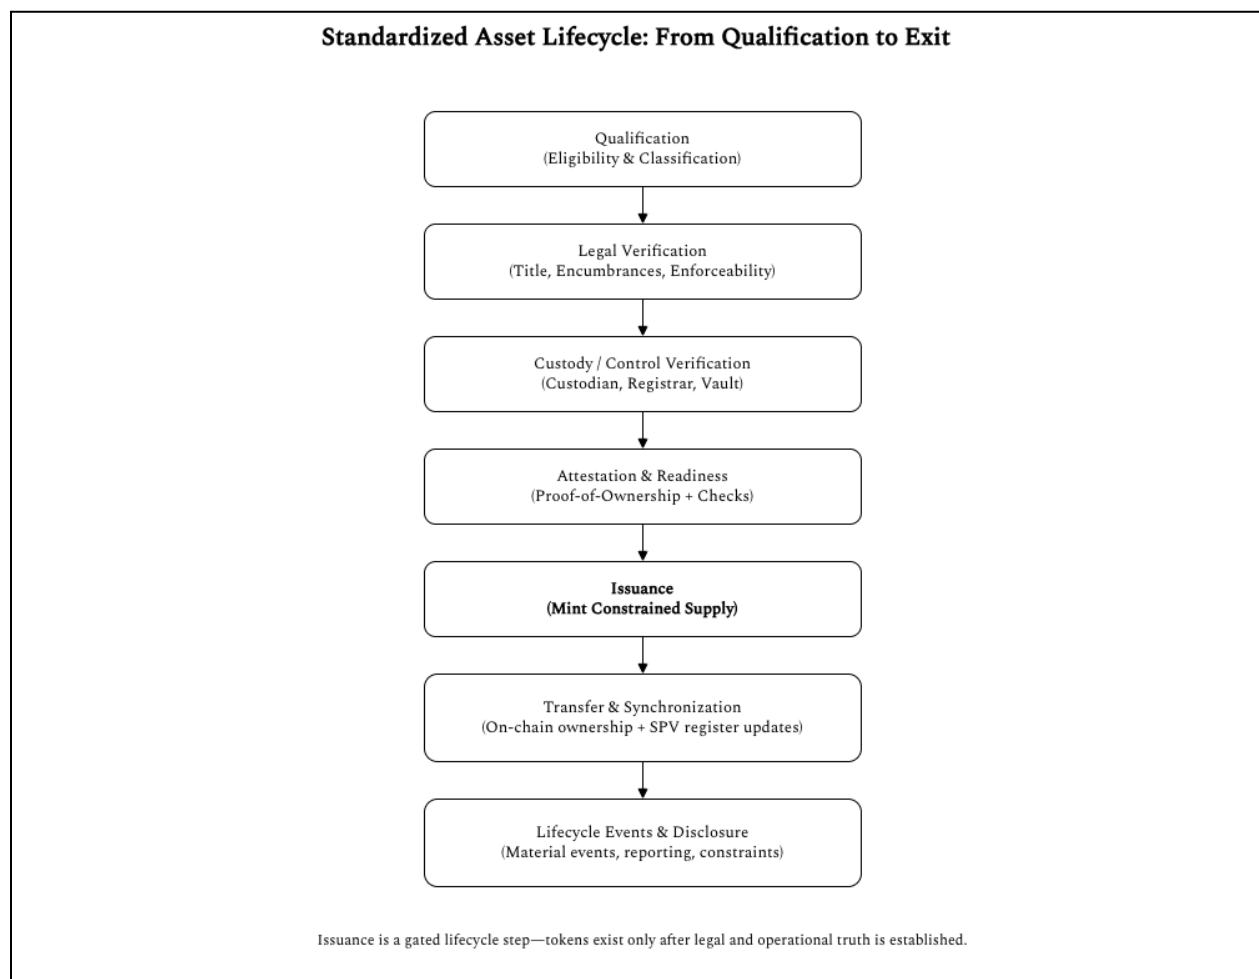 Standardized Asset Lifecycle: From Qualification to Exit
Qualification
(Eligibility & Classification)
Legal Verification
(Title, Encumbrances, Enforceability)
Custody / Control Verification
(Custodian, Registrar, Vault)
Attestation & Readiness
(Proof-of-Ownership + Checks)
Issuance
(Mint Constrained Supply)
Transfer & Synchronization
(On-chain ownership + SPV register updates)
Lifecycle Events & Disclosure
(Material events, reporting, constraints)
Issuance is a gated lifecycle step—tokens exist only after legal and operational truth is established.